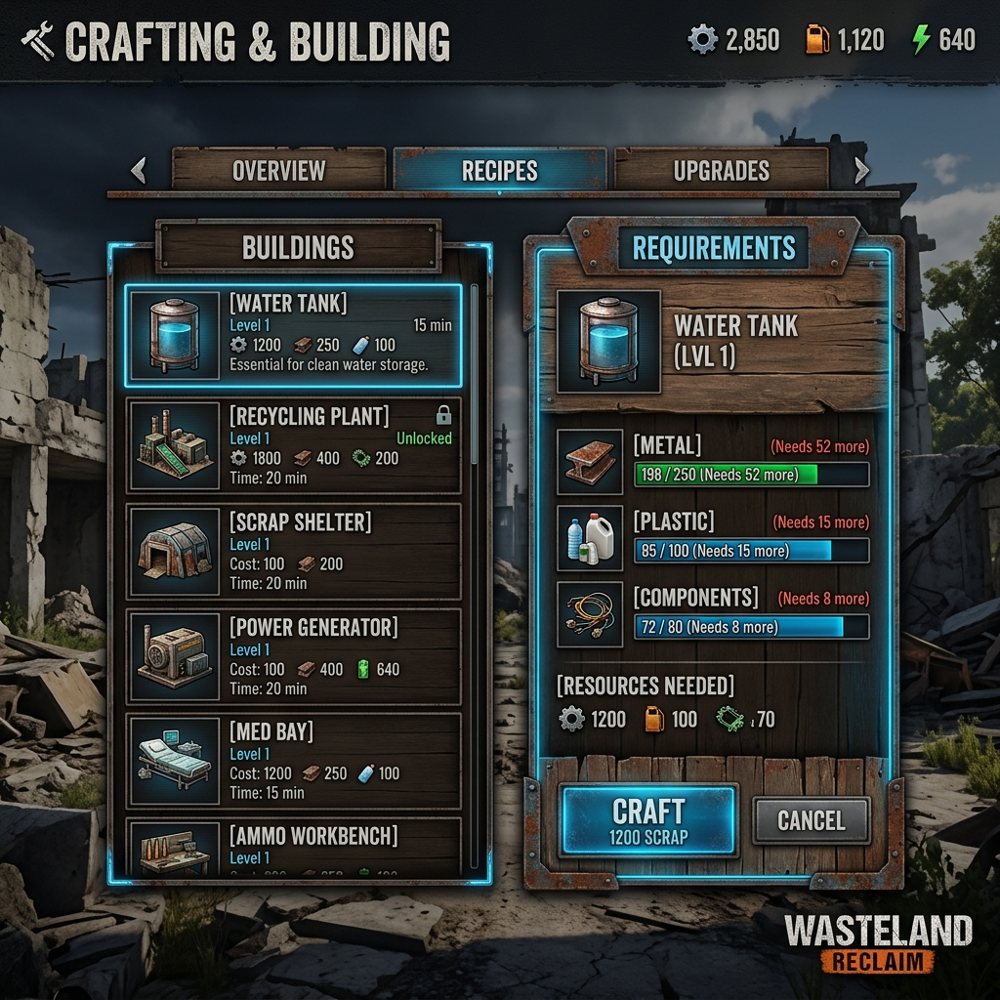 CRAFTING & BUILDING
2,850 1,120 640
OVERVIEW
RECIPES
UPGRADES
BUILDINGS
[WATER TANK]
Level 1
15 min
1200 250 100
Essential for clean water storage.
[RECYCLING PLANT]
Level 1
Unlocked
1800 400 200
Time: 20 min
[SCRAP SHELTER]
Level 1
Cost: 100 200
Time: 20 min
[POWER GENERATOR]
Level 1
Cost: 100 400 640
Time: 20 min
[MED BAY]
Level 1
Cost: 1200 250 100
Time: 15 min
[AMMO WORKBENCH]
Level 1
REQUIREMENTS
WATER TANK
(LVL 1)
[METAL]
(Needs 52 more)
198 / 250 (Needs 52 more)
[PLASTIC]
(Needs 15 more)
85 / 100 (Needs 15 more)
[COMPONENTS]
(Needs 8 more)
72 / 80 (Needs 8 more)
[RESOURCES NEEDED]
1200 100 70
CRAFT
1200 SCRAP
CANCEL
WASTELAND
RECLAIM